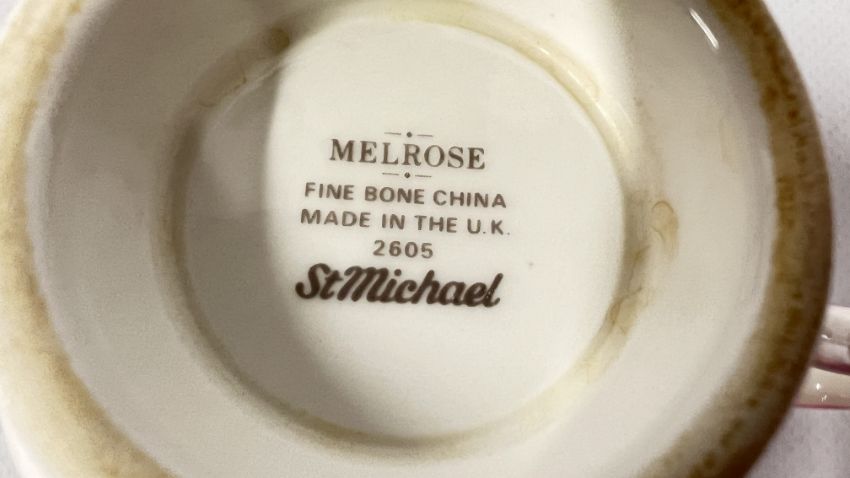 MELROSE
FINE BONE CHINA
MADE IN THE U.K.
2605
StMichael